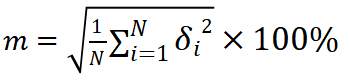 m = √(1/N ∑_{i=1}^{N} δ_i²) × 100%